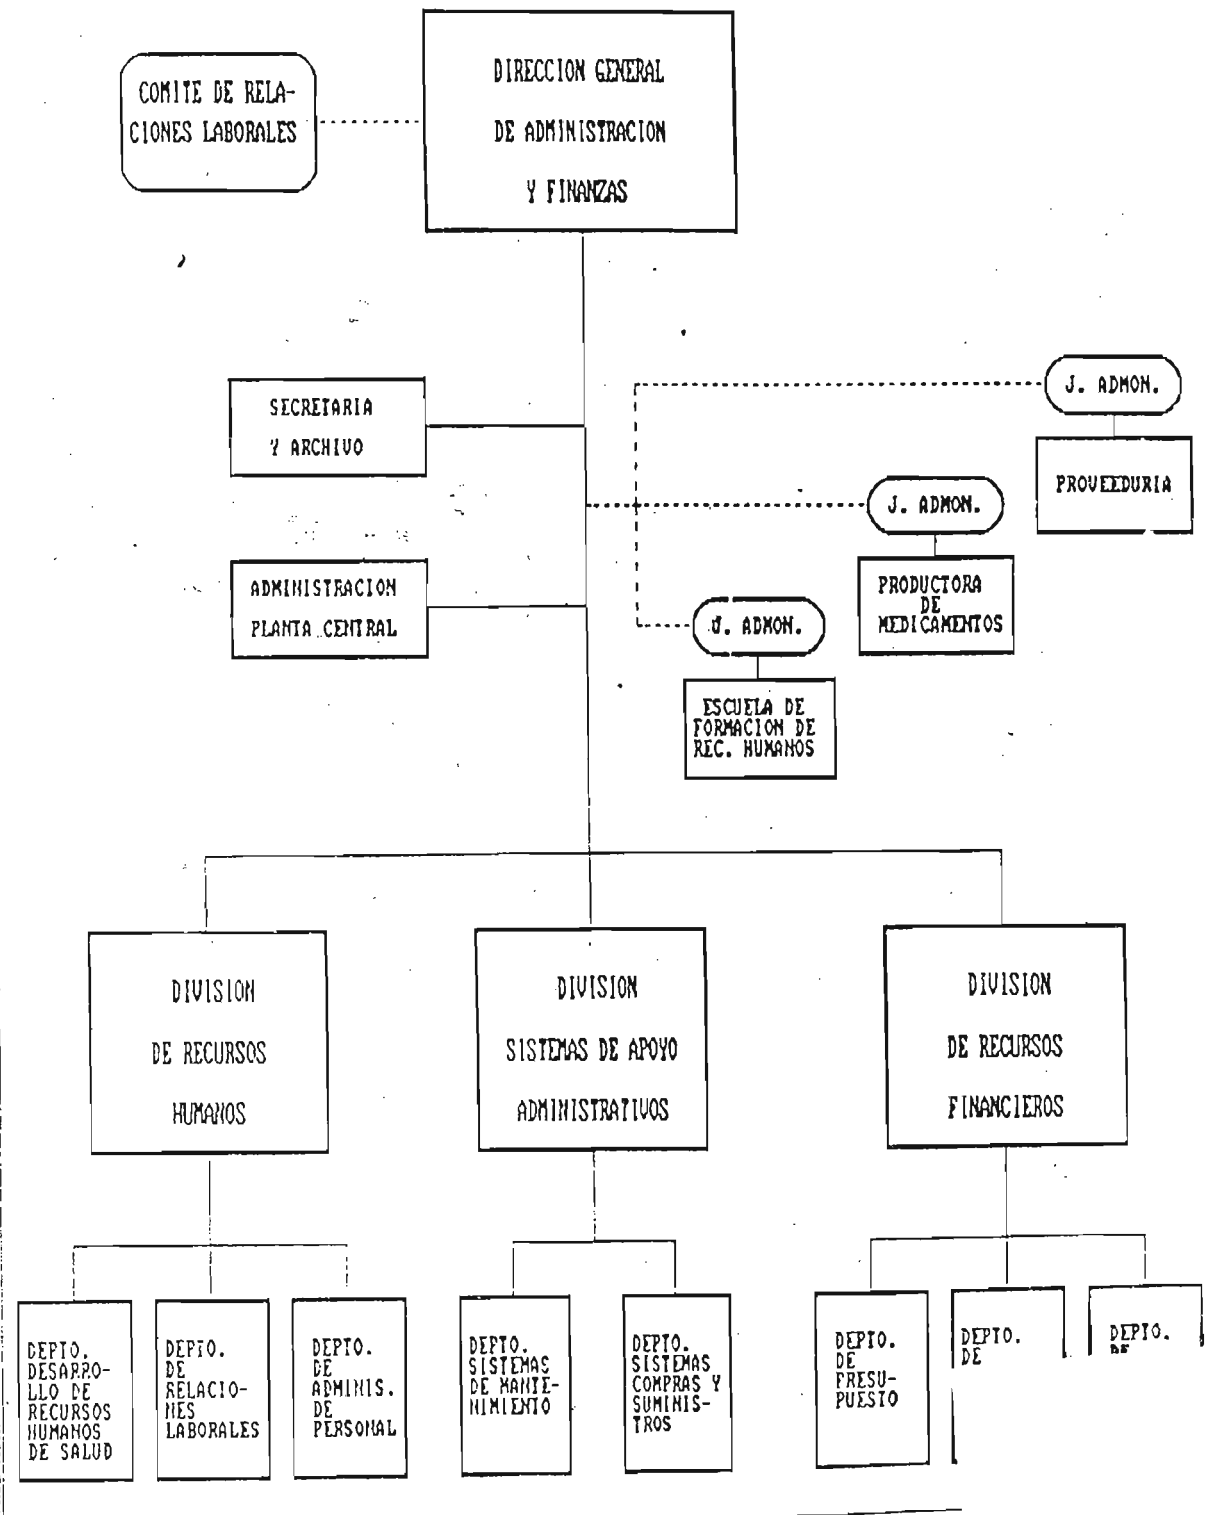 DIRECCION GENERAL
DE ADMINISTRACION
Y FINANZAS
COMITE DE RELA-
CIONES LABORALES
SECRETARIA
Y ARCHIVO
J. ADMON.
PROVEEDURIA
J. ADMON.
PRODUCTORA
DE
MEDICAMENTOS
ADMINISTRACION
PLANTA CENTRAL
J. ADMON.
ESCUELA DE
FORMACION DE
REC. HUMANOS
DIVISION
DE RECURSOS
HUMANOS
DIVISION
SISTEMAS DE APOYO
ADMINISTRATIVOS
DIVISION
DE RECURSOS
FINANCIEROS
DEPTO.
DESARRO-
LLO DE
RECURSOS
HUMANOS
DE SALUD
DEPTO.
DE
RELACIO-
NES
LABORALES
DEPTO.
DE
ADMINIS.
DE
PERSONAL
DEPTO.
SISTEMAS
DE MANTE-
NIMIENTO
DEPTO.
SISTEMAS
COMPRAS Y
SUMINIS-
TROS
DEPTO.
DE
PRESU-
PUESTO
DEPTO.
DE
DEPTO.
DE